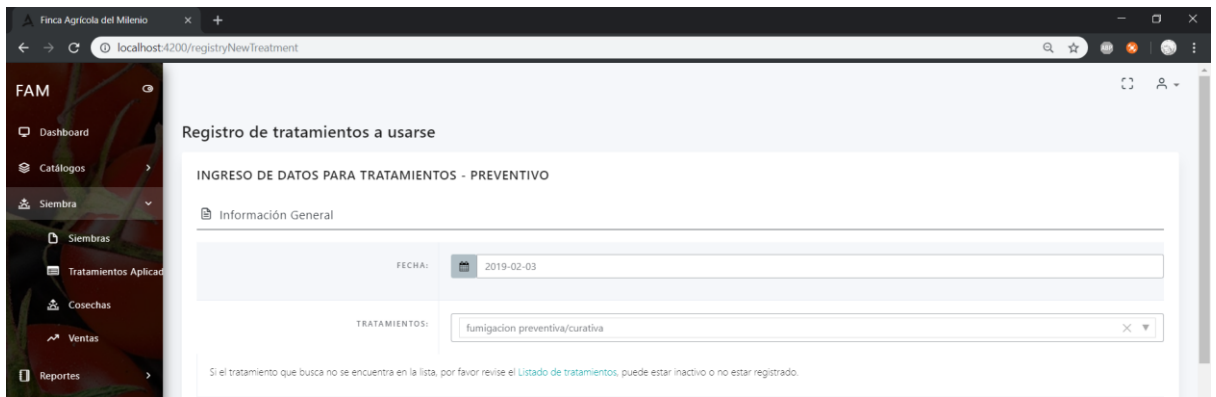 Finca Agrícola del Milenio
localhost:4200/registryNewTreatment
FAM
Dashboard
Catálogos
Siembra
Siembras
Tratamientos Aplicad
Cosechas
Ventas
Reportes
Registro de tratamientos a usarse
INGRESO DE DATOS PARA TRATAMIENTOS - PREVENTIVO
Información General
FECHA: 2019-02-03
TRATAMIENTOS: fumigacion preventiva/curativa
Si el tratamiento que busca no se encuentra en la lista, por favor revise el Listado de tratamientos, puede estar inactivo o no estar registrado.